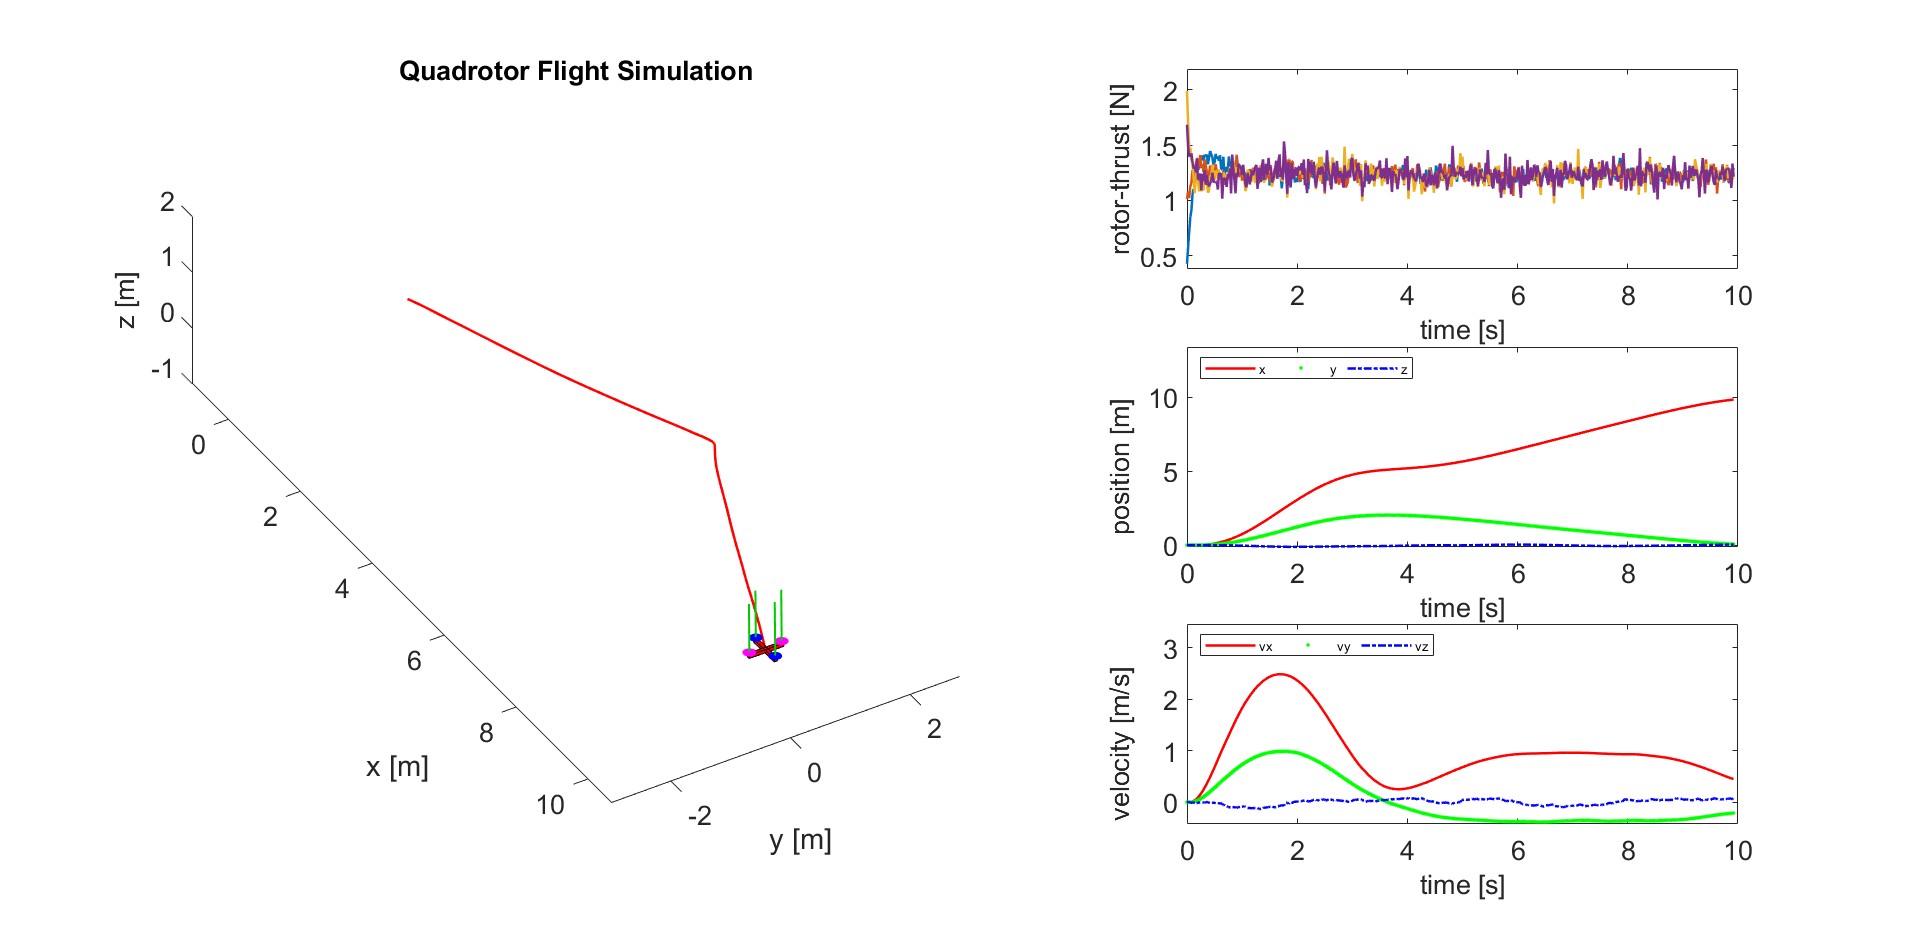 Quadrotor Flight Simulation
2
1
0
-1
z [m]
0
2
4
6
8
10
x [m]
-2
0
2
y [m]
2
1.5
1
0.5
rotor-thrust [N]
0 2 4 6 8 10
time [s]
x y z
10
5
0
position [m]
0 2 4 6 8 10
time [s]
vx vy vz
3
2
1
0
velocity [m/s]
0 2 4 6 8 10
time [s]